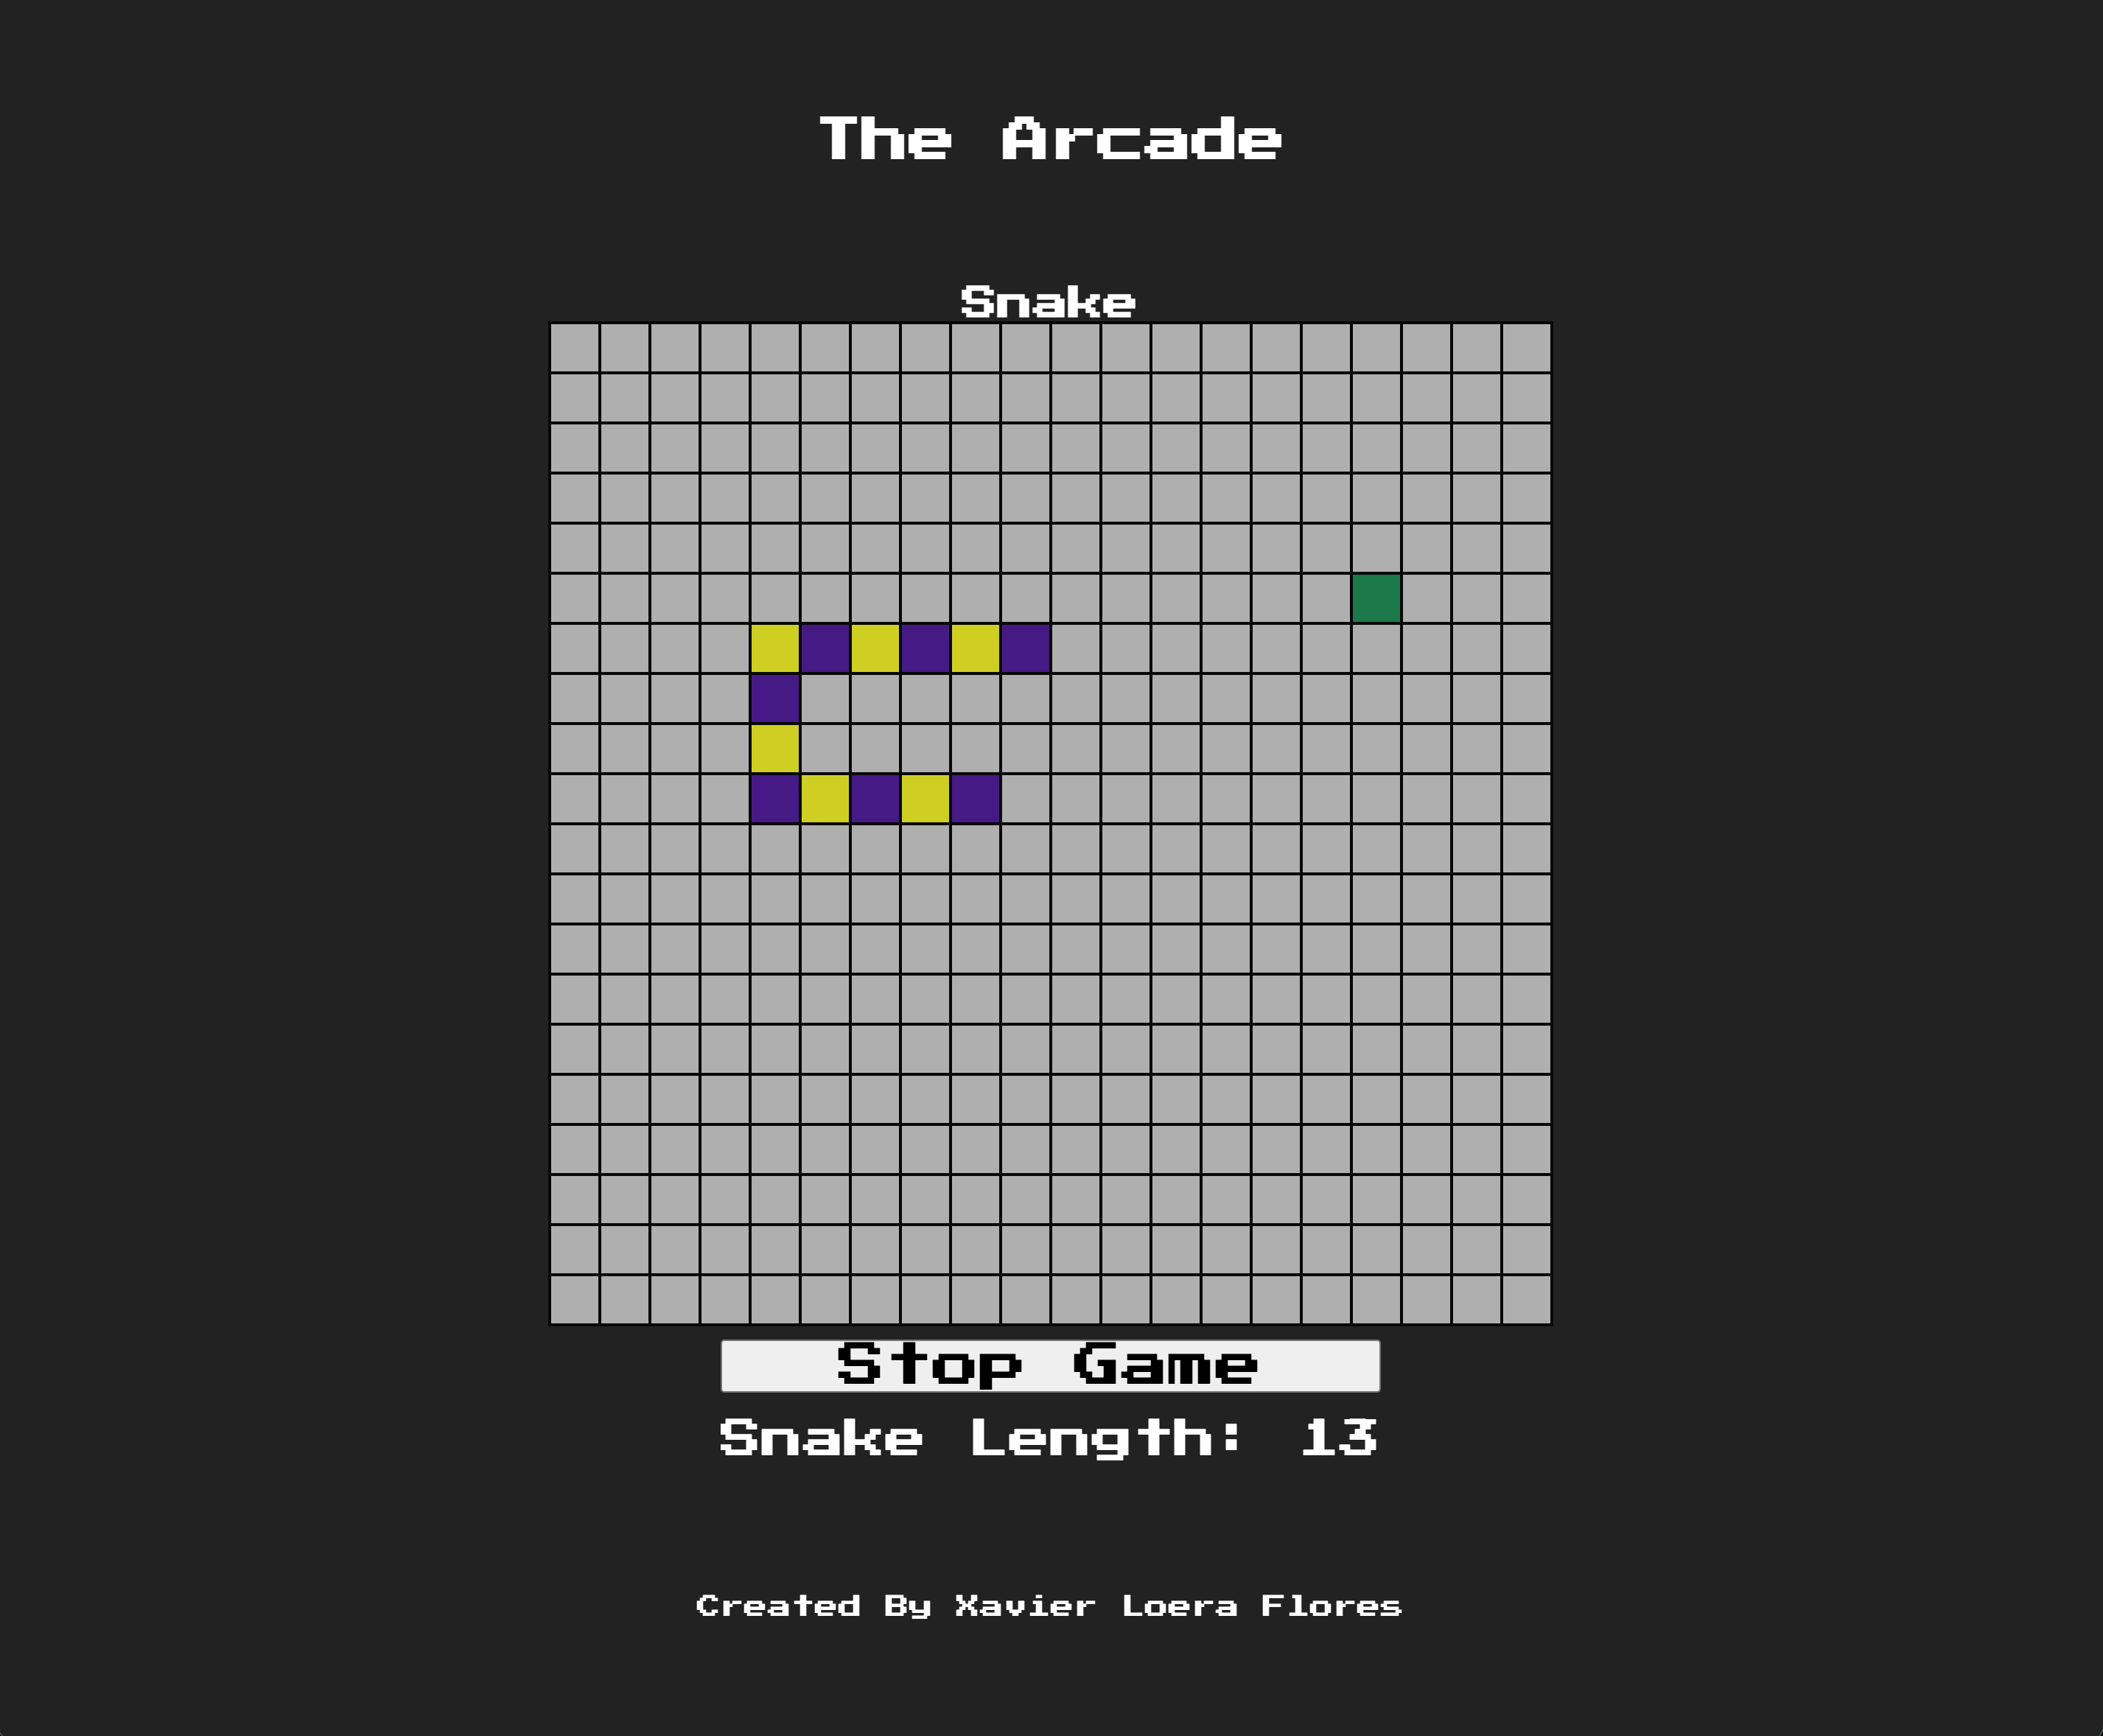 The Arcade
Snake
Stop Game
Snake Length: 13
Created By Xavier Loera Flores